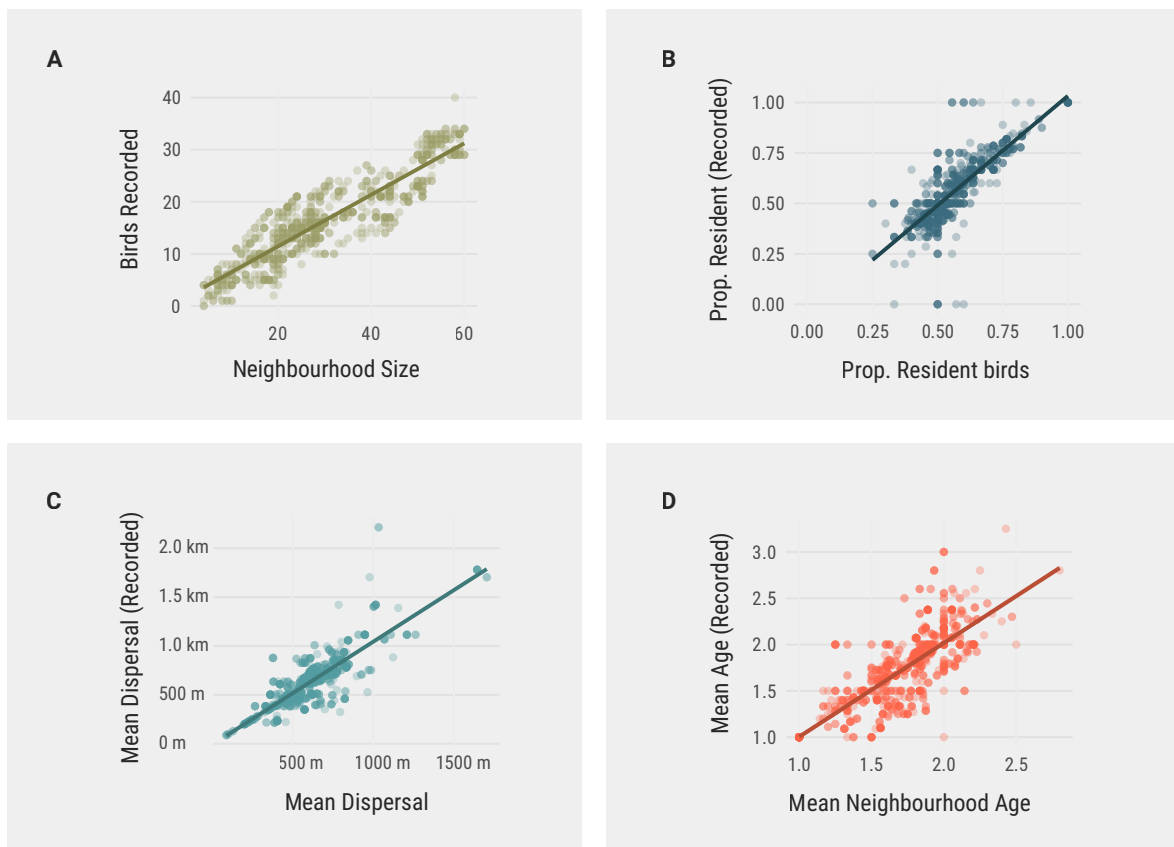 A
Birds Recorded
40
30
20
10
0
20 40 60
Neighbourhood Size
B
Prop. Resident (Recorded)
1.00
0.75
0.50
0.25
0.00
0.00 0.25 0.50 0.75 1.00
Prop. Resident birds
C
Mean Dispersal (Recorded)
2.0 km
1.5 km
1.0 km
500 m
0 m
500 m 1000 m 1500 m
Mean Dispersal
D
Mean Age (Recorded)
3.0
2.5
2.0
1.5
1.0
1.0 1.5 2.0 2.5
Mean Neighbourhood Age